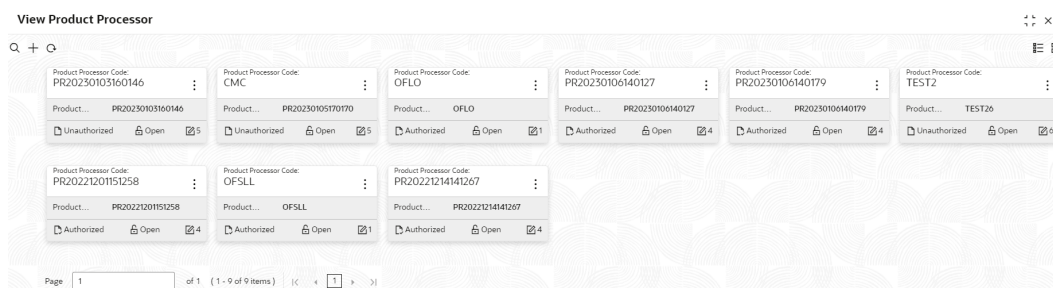 View Product Processor
Product Processor Code:
PR20230103160146
Product... PR20230103160146
Unauthorized Open 5
Product Processor Code:
CMC
Product... PR20230105170170
Unauthorized Open 5
Product Processor Code:
OFLO
Product... OFLO
Authorized Open 1
Product Processor Code:
PR20230106140127
Product... PR20230106140127
Authorized Open 4
Product Processor Code:
PR20230106140179
Product... PR20230106140179
Authorized Open 4
Product Processor Code:
TEST2
Product... TEST26
Unauthorized Open 6
Product Processor Code:
PR20221201151258
Product... PR20221201151258
Authorized Open 4
Product Processor Code:
OFSLL
Product... OFSLL
Authorized Open 1
Product Processor Code:
PR20221214141267
Product... PR20221214141267
Authorized Open 4
Page 1 of 1 (1 - 9 of 9 items) 1